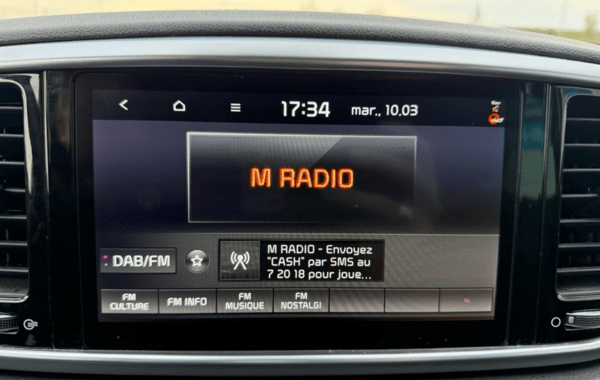 17:34
mar., 10.03
M RADIO
DAB/FM
M RADIO - Envoyez
"CASH" par SMS au
7 20 18 pour joue...
FM
CULTURE
FM INFO
FM
MUSIQUE
FM
NOSTALGI